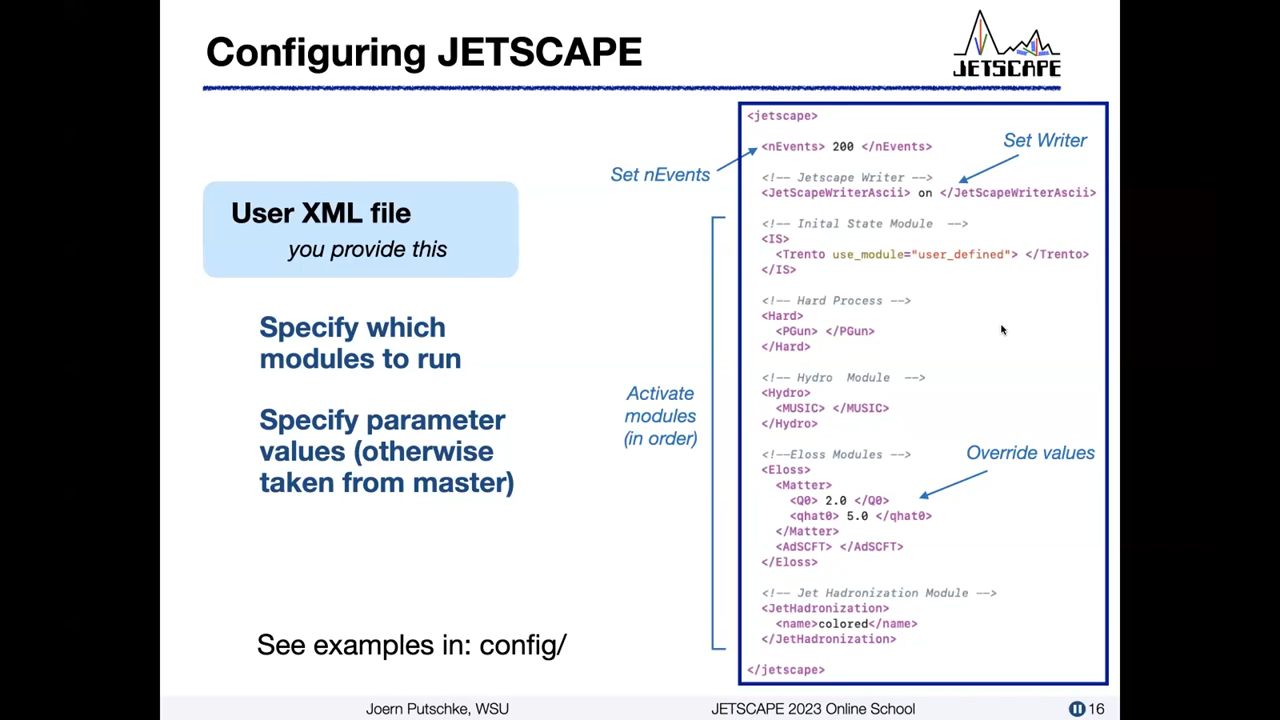 Configuring JETSCAPE
JETSCAPE
User XML file
you provide this
Specify which
modules to run
Specify parameter
values (otherwise
taken from master)
See examples in: config/
Set nEvents
Set Writer
Activate
modules
(in order)
Override values
<jetscape>
<nEvents> 200 </nEvents>
<!-- Jetscape Writer -->
<JetScapeWriterAscii> on </JetScapeWriterAscii>
<!-- Inital State Module -->
<IS>
<Trento use_module="user_defined"> </Trento>
</IS>
<!-- Hard Process -->
<Hard>
<PGun> </PGun>
</Hard>
<!-- Hydro Module -->
<Hydro>
<MUSIC> </MUSIC>
</Hydro>
<!--Eloss Modules -->
<Eloss>
<Matter>
<Q0> 2.0 </Q0>
<qhat0> 5.0 </qhat0>
</Matter>
<AdSCFT> </AdSCFT>
</Eloss>
<!-- Jet Hadronization Module -->
<JetHadronization>
<name>colored</name>
</JetHadronization>
</jetscape>
Joern Putschke, WSU
JETSCAPE 2023 Online School
16